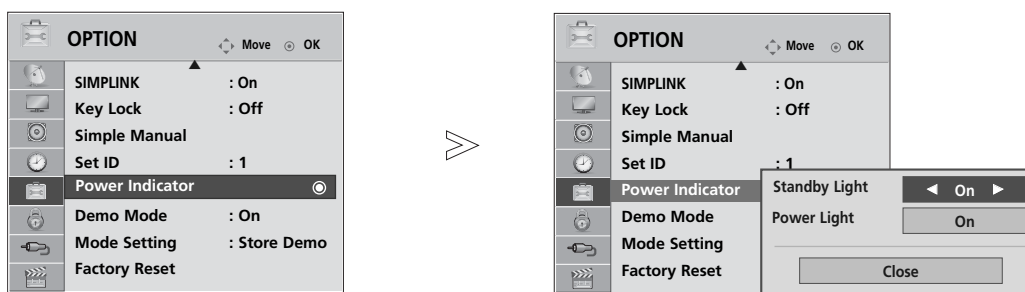 OPTION Move OK
SIMPLINK : On
Key Lock : Off
Simple Manual
Set ID : 1
Power Indicator
Demo Mode : On
Mode Setting : Store Demo
Factory Reset
OPTION Move OK
SIMPLINK : On
Key Lock : Off
Simple Manual
Set ID : 1
Power Indicator
Demo Mode
Mode Setting
Factory Reset
Standby Light ◄ On ►
Power Light On
Close